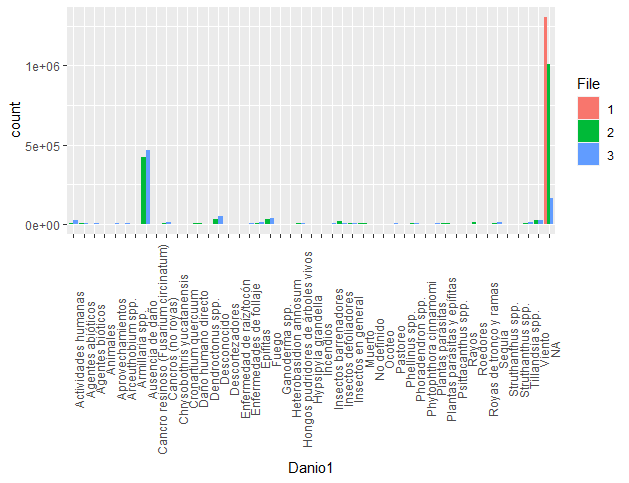 1e+06
5e+05
0e+00
count
Actividades humanas
Agentes abióticos
Agentes bióticos
Animales
Aprovechamientos
Arceuthobium spp.
Armillaria spp.
Ausencia de daño
Cancro resinoso (Fusarium circinatum)
Cancros (no royas)
Chrysoboptris yucatanensis
Cronartium quercuum
Daño humano directo
Dendroctonus spp.
Desconocido
Descortezadores
Enfermedad de raíz/tocón
Enfermedades de follaje
Epífitas
Fuego
Ganoderma spp.
Heterobasidion annosum
Hongos pudridores de árboles vivos
Hypsipyla grandella
Incendios
Insectos barrenadores
Insectos defoliadores
Insectos en general
Muerto
No definido
Ocoteo
Pastoreo
Phellinus spp.
Phoradendron spp.
Phytophthora cinnamomi
Plantas parásitas
Plantas parásitas y epífitas
Psittacanthus spp.
Rayos
Roedores
Royas de tronco y ramas
Sequía
Struthanthus spp.
Struthanthus spp.
Tillandsia spp.
Viento
NA
Danio1
File
1
2
3